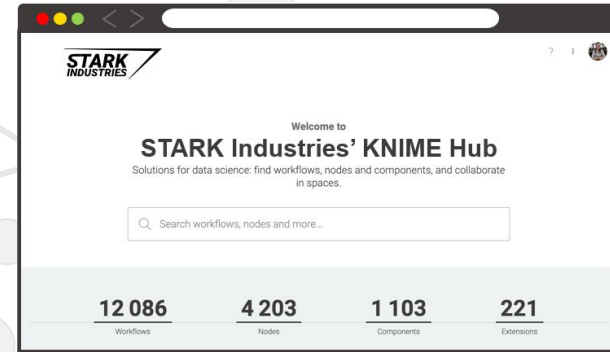 STARK
INDUSTRIES
?
Welcome to
STARK Industries’ KNIME Hub
Solutions for data science: find workflows, nodes and components, and collaborate
in spaces.
Search workflows, nodes and more...
12 086 4 203 1 103 221
Workflows Nodes Components Extensions